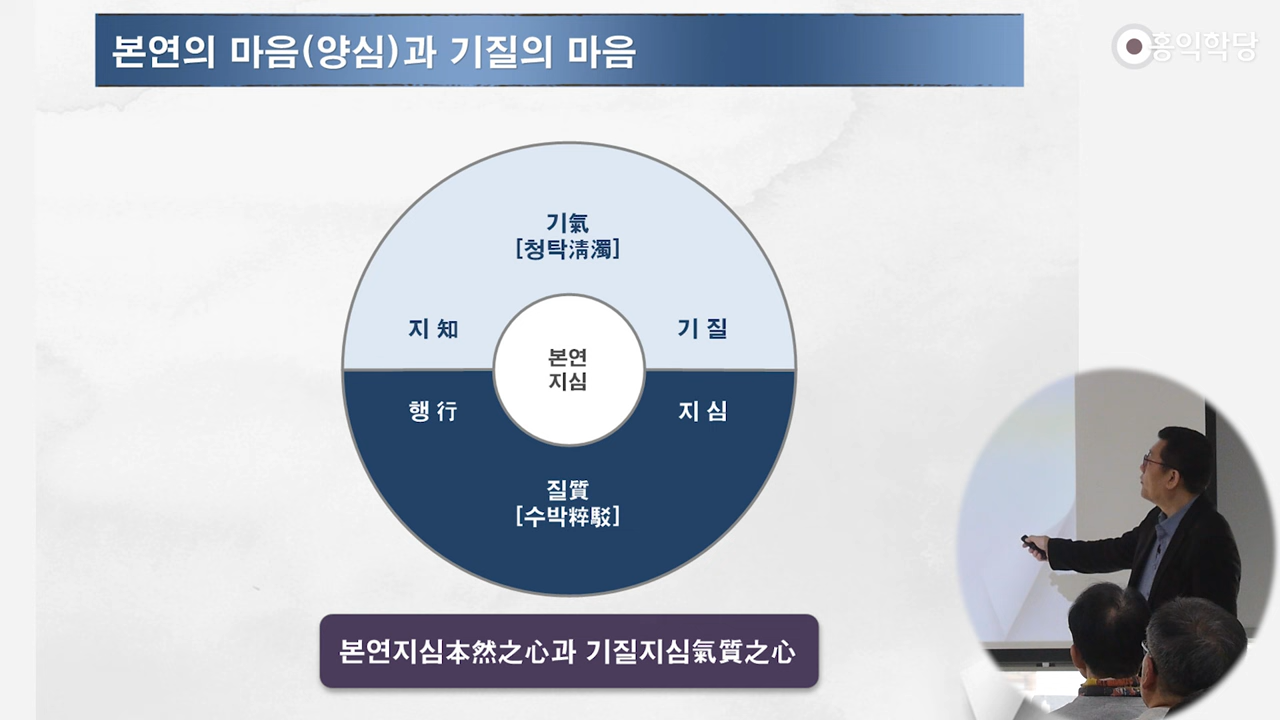 본연의 마음(양심)과 기질의 마음
홍익학당
기氣
[청탁淸濁]
지 知
기 질
본연
지심
행 行
지 심
질質
[수박粹駁]
본연지심本然之心과 기질지심氣質之心